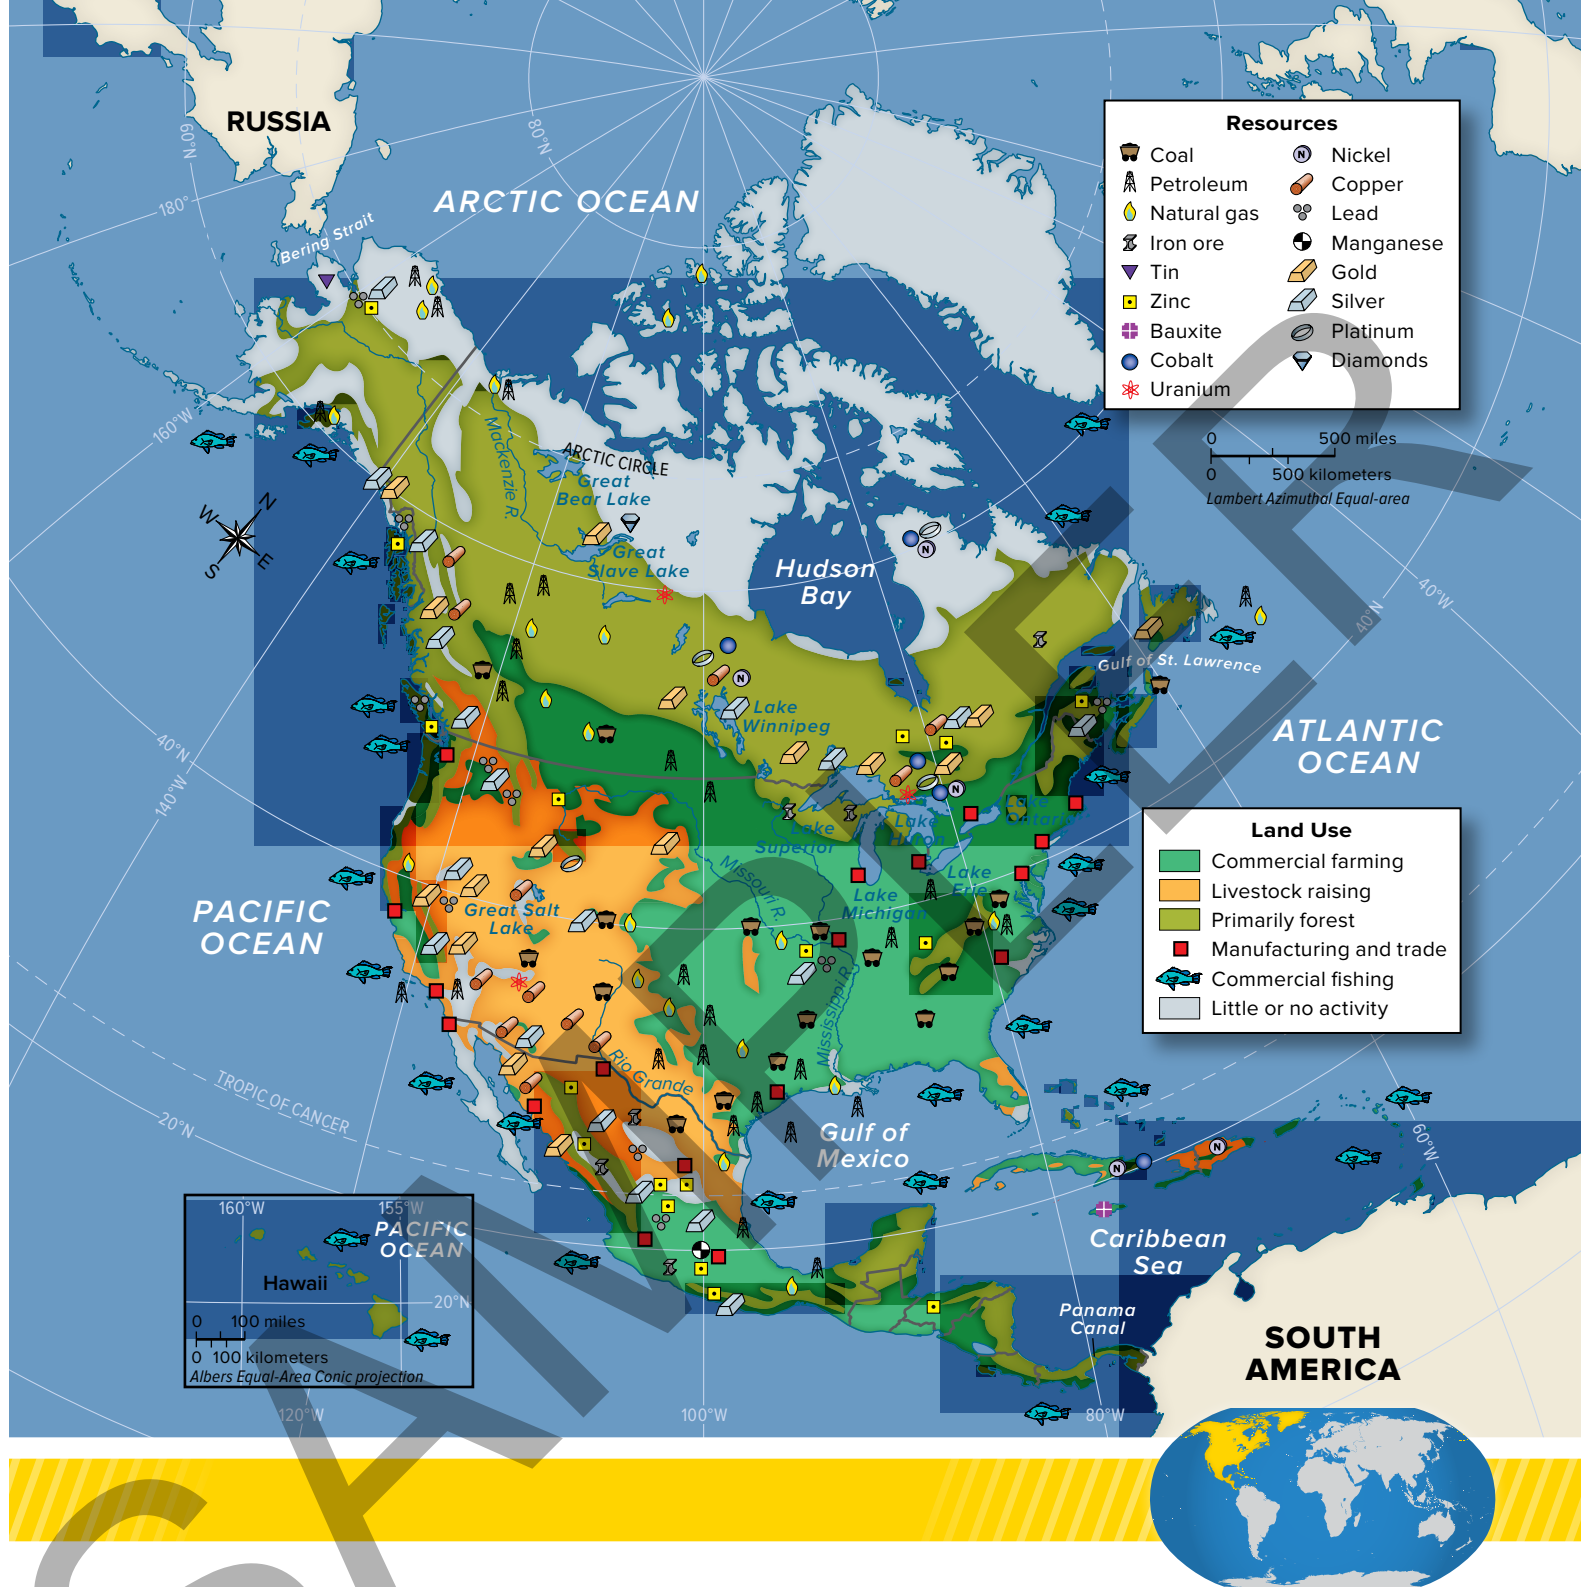 RUSSIA
ARCTIC OCEAN
Bering Strait
60°N
80°N
180°
160°W
Resources
Coal
Petroleum
Natural gas
Iron ore
Tin
Zinc
Bauxite
Cobalt
Uranium
Nickel
Copper
Lead
Manganese
Gold
Silver
Platinum
Diamonds
0 500 miles
0 500 kilometers
Lambert Azimuthal Equal-area
Mackenzie R.
ARCTIC CIRCLE
Great
Bear Lake
Great
Slave Lake
Hudson
Bay
N
W
E
S
40°W
40°N
Gulf of St. Lawrence
Lake
Winnipeg
ATLANTIC
OCEAN
40°N
140°W
Lake
Superior
Lake
Huron
Lake
Ontario
Lake
Erie
Lake
Michigan
Missouri R.
Mississippi R.
Great Salt
Lake
PACIFIC
OCEAN
Land Use
Commercial farming
Livestock raising
Primarily forest
Manufacturing and trade
Commercial fishing
Little or no activity
Rio Grande
TROPIC OF CANCER
20°N
Gulf of
Mexico
60°W
Caribbean
Sea
Panama
Canal
SOUTH
AMERICA
160°W
155°W
PACIFIC
OCEAN
Hawaii
20°N
0 100 miles
0 100 kilometers
Albers Equal-Area Conic projection
120°W
100°W
80°W
SAMPLER